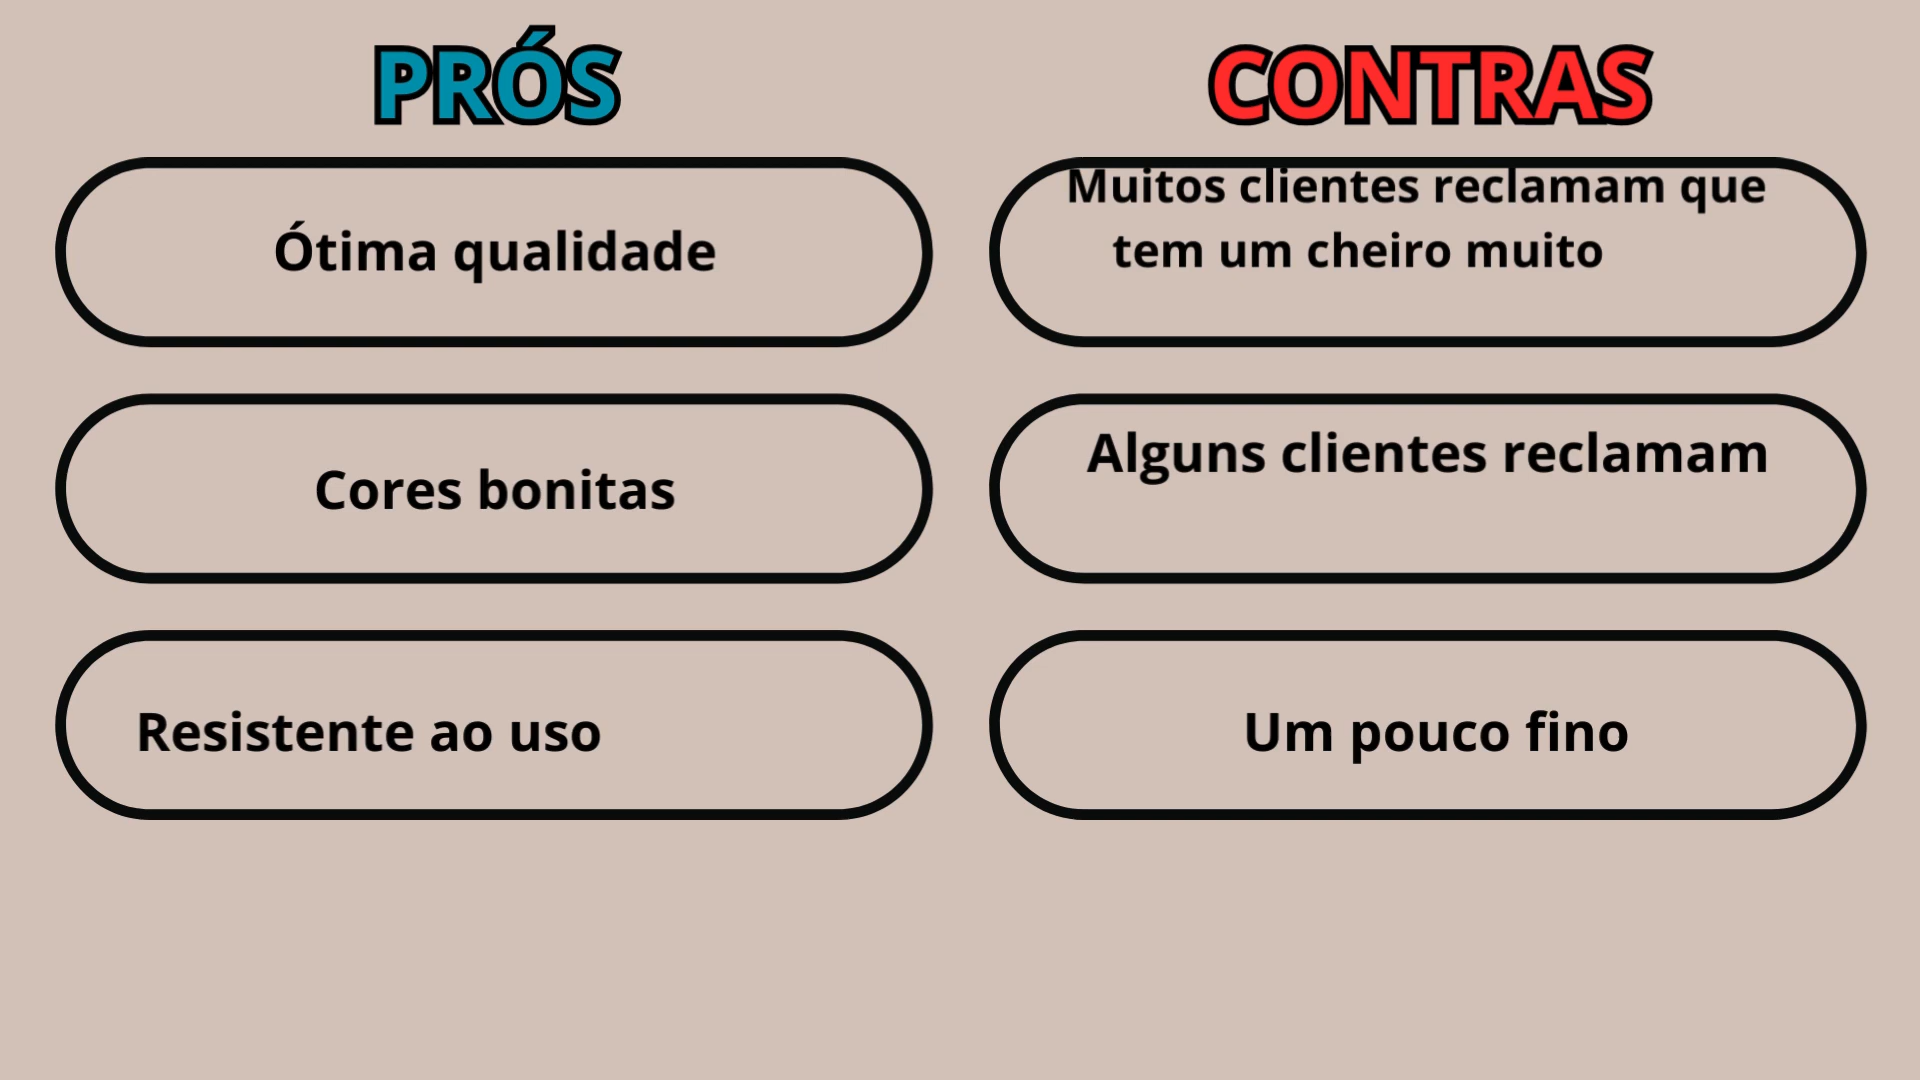 PRÓS
CONTRAS
Ótima qualidade
Muitos clientes reclamam que
tem um cheiro muito
Cores bonitas
Alguns clientes reclamam
Resistente ao uso
Um pouco fino